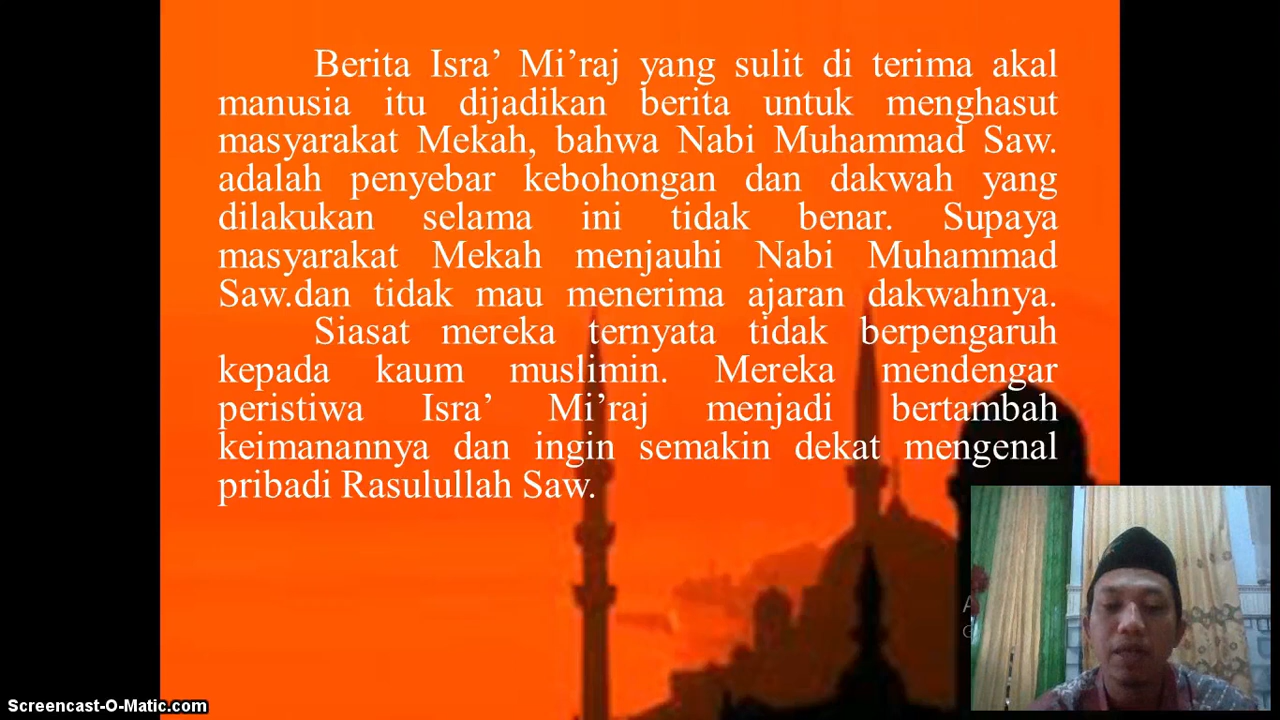 Berita Isra’ Mi’raj yang sulit di terima akal
manusia itu dijadikan berita untuk menghasut
masyarakat Mekah, bahwa Nabi Muhammad Saw.
adalah penyebar kebohongan dan dakwah yang
dilakukan selama ini tidak benar. Supaya
masyarakat Mekah menjauhi Nabi Muhammad
Saw.dan tidak mau menerima ajaran dakwahnya.
Siasat mereka ternyata tidak berpengaruh
kepada kaum muslimin. Mereka mendengar
peristiwa Isra’ Mi’raj menjadi bertambah
keimanannya dan ingin semakin dekat mengenal
pribadi Rasulullah Saw.
Screencast-O-Matic.com